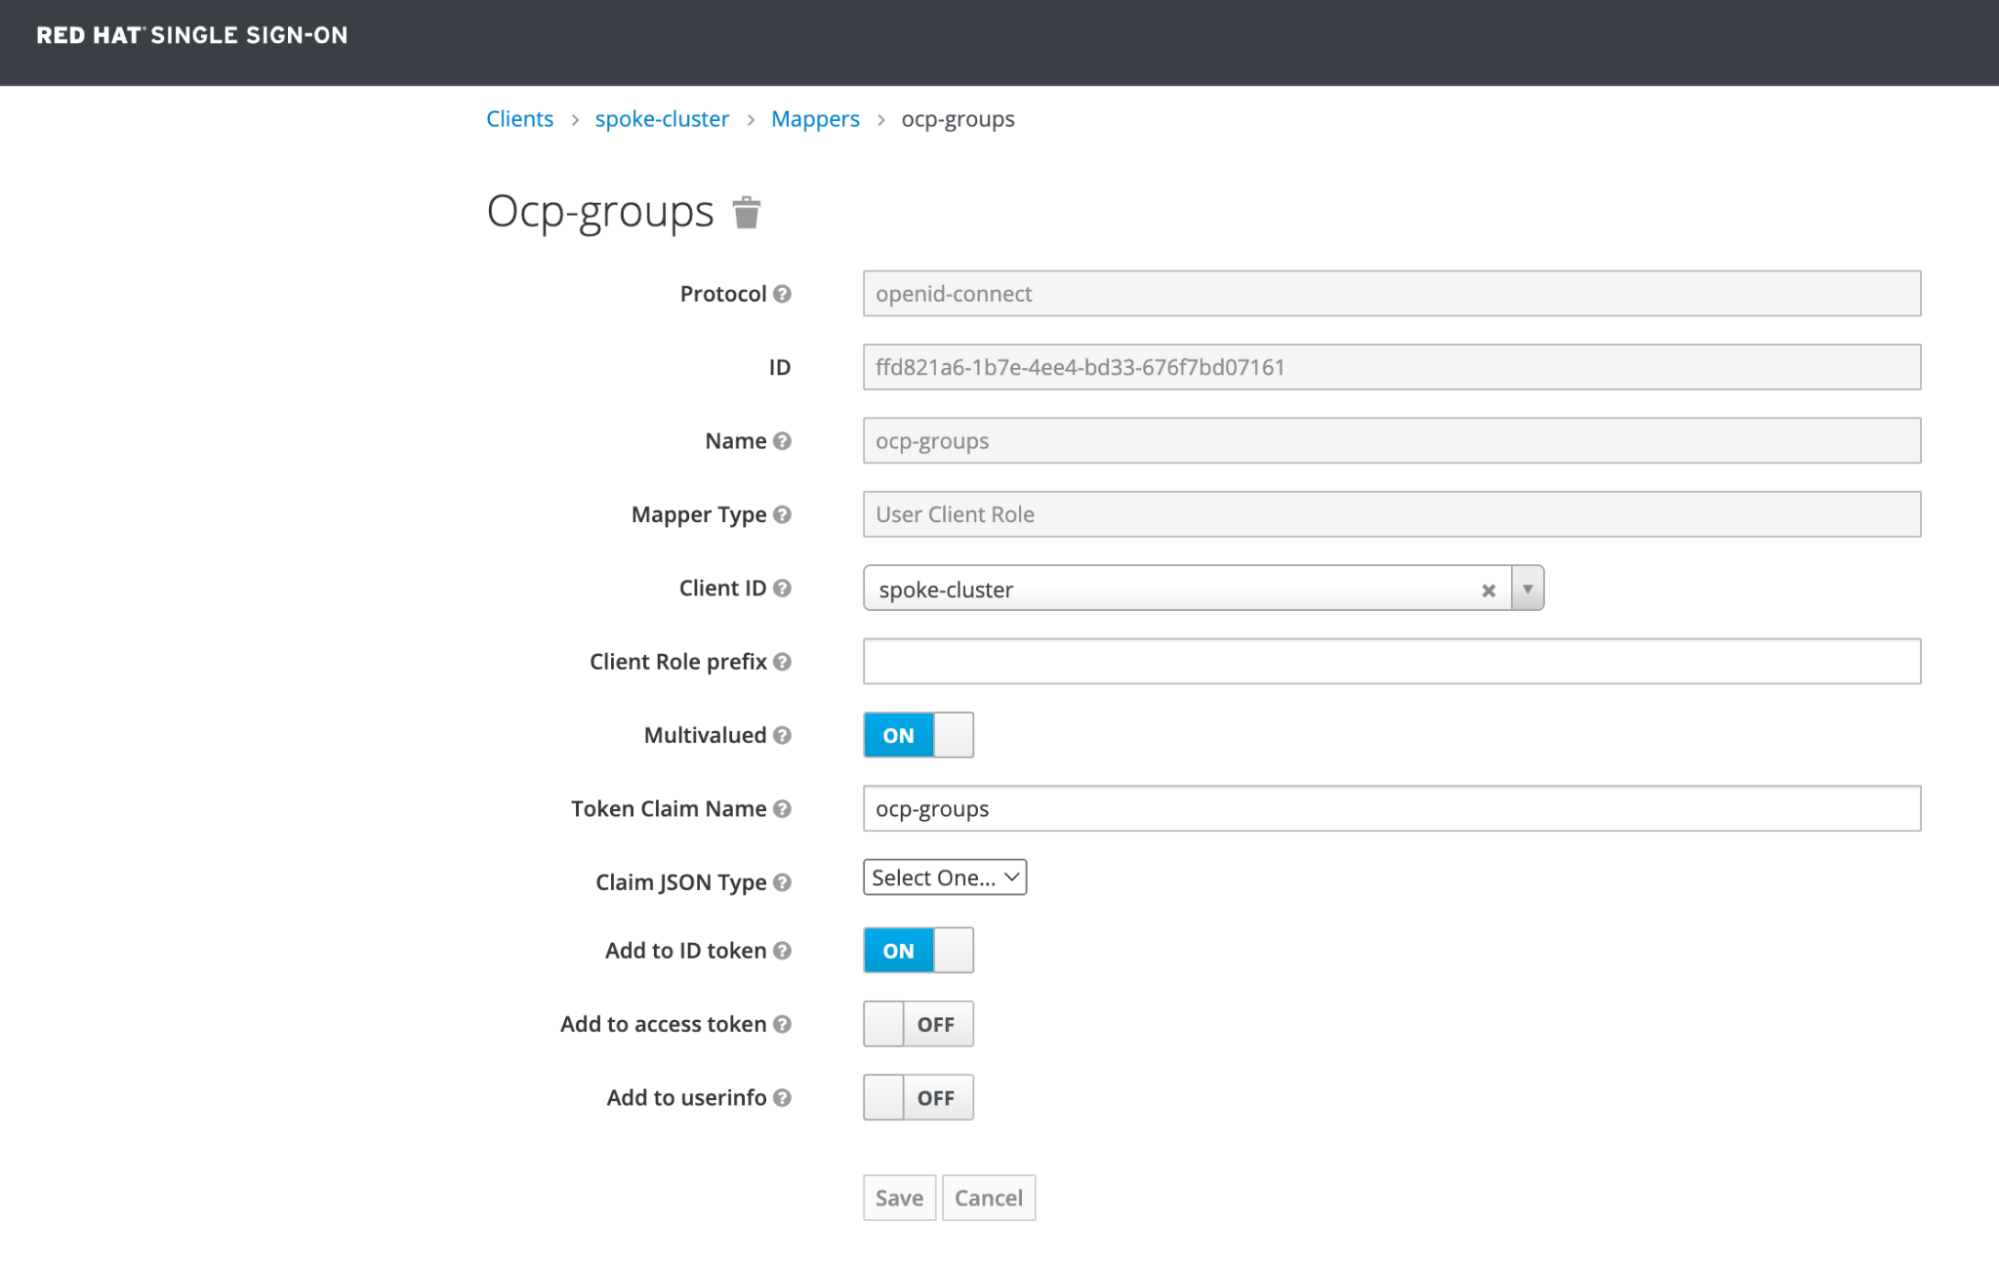 RED HAT® SINGLE SIGN-ON
Clients > spoke-cluster > Mappers > ocp-groups
Ocp-groups
Protocol openid-connect
ID ffd821a6-1b7e-4ee4-bd33-676f7bd07161
Name ocp-groups
Mapper Type User Client Role
Client ID spoke-cluster
Client Role prefix
Multivalued ON
Token Claim Name ocp-groups
Claim JSON Type Select One...
Add to ID token ON
Add to access token OFF
Add to userinfo OFF
Save Cancel